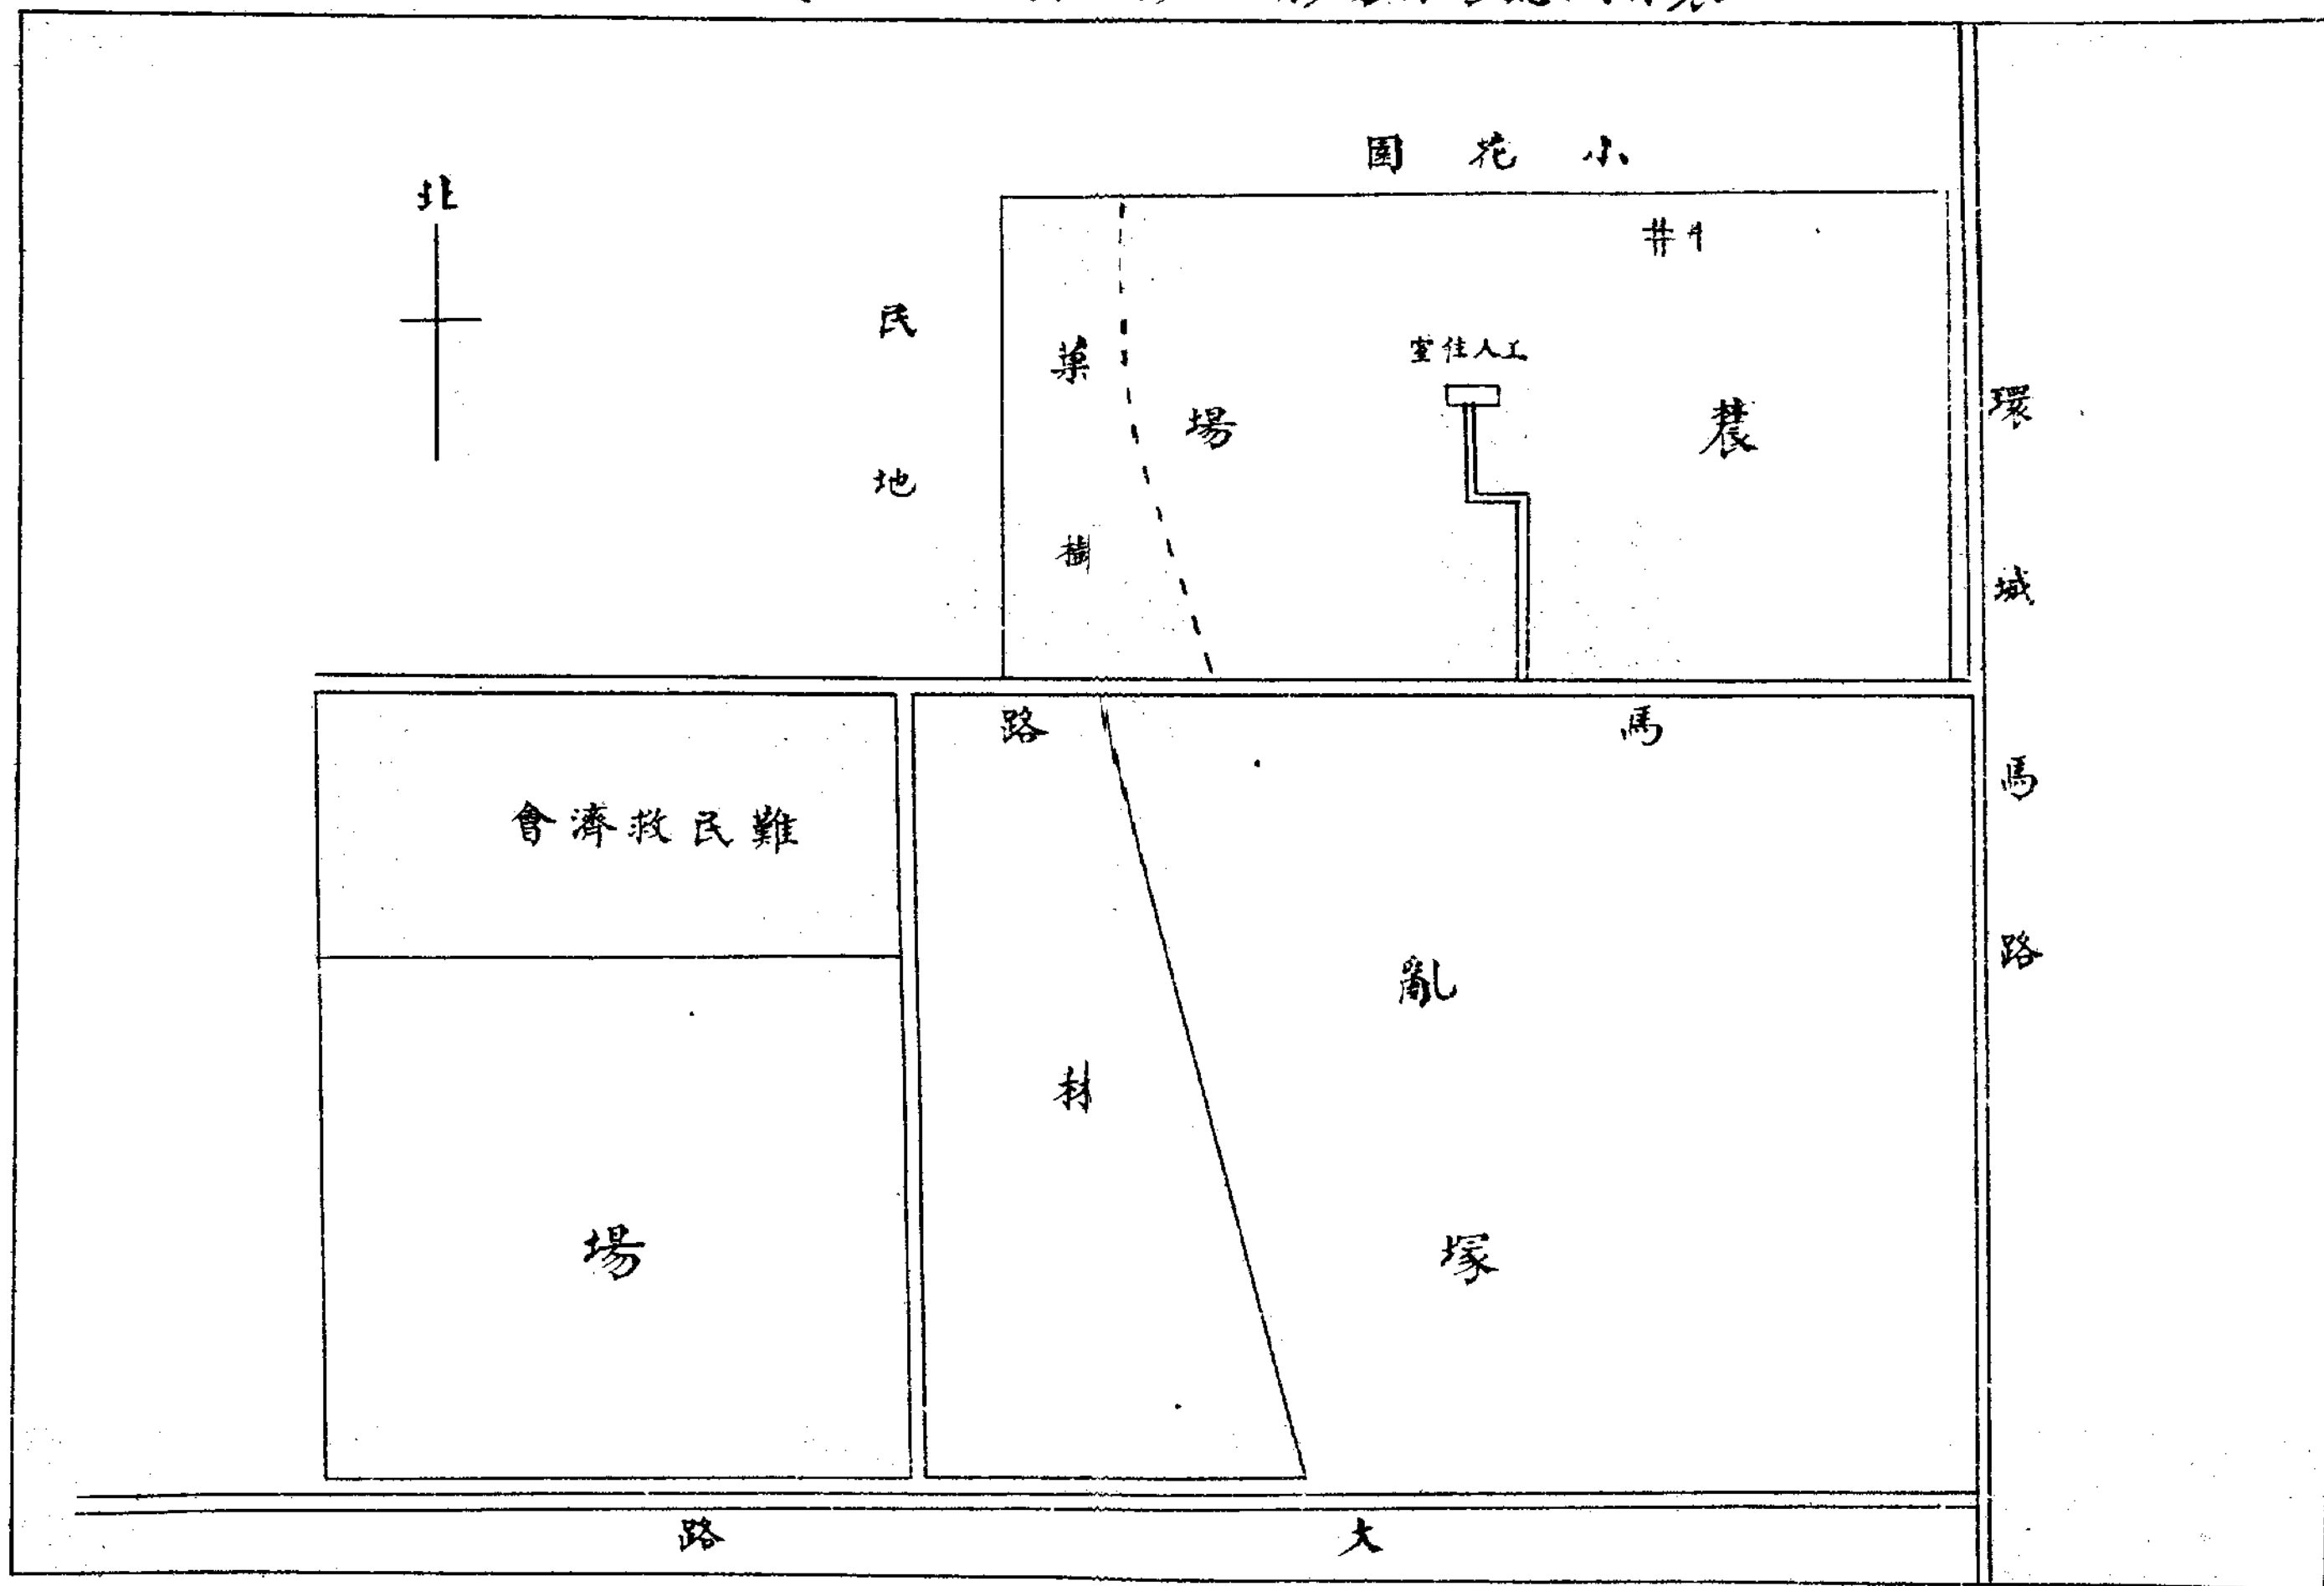 北
小花園
井
民地
菓樹
農場
工人住室
環城馬路
馬路
難民救濟會
林場
亂塚
大路